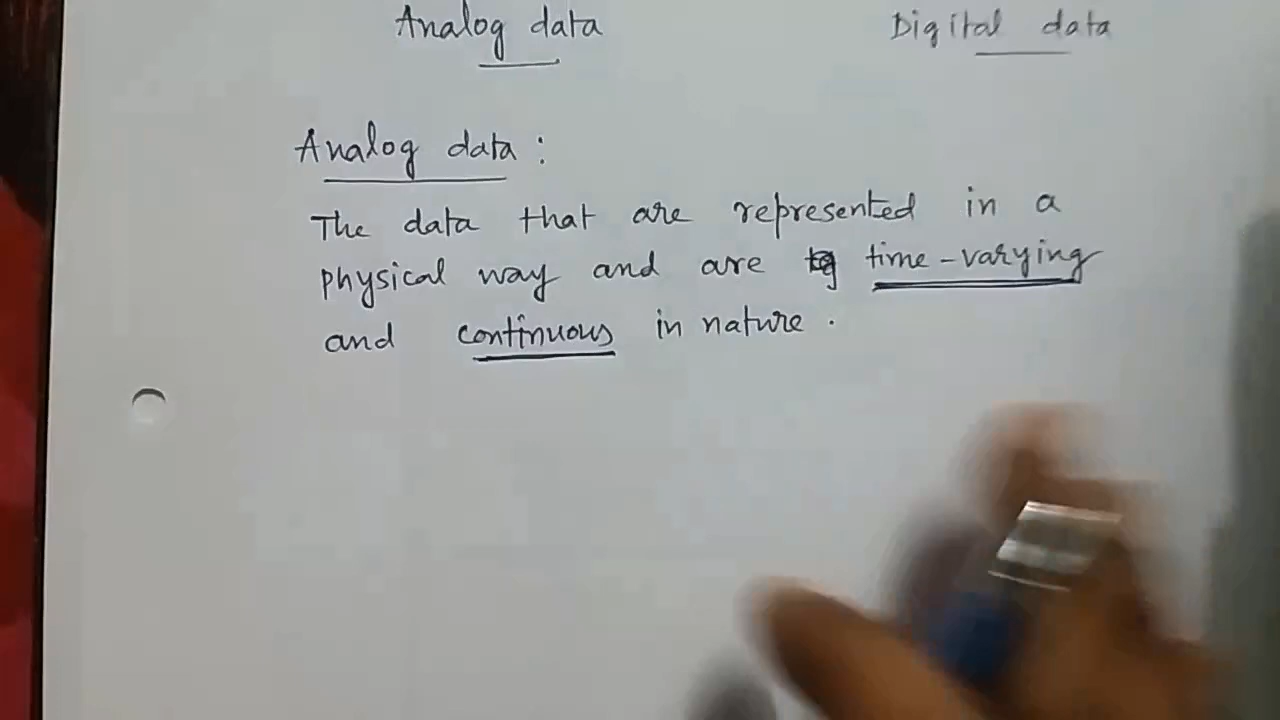 Analog data
Digital data
Analog data :
The data that are represented in a
physical way and are time-varying
and continuous in nature.